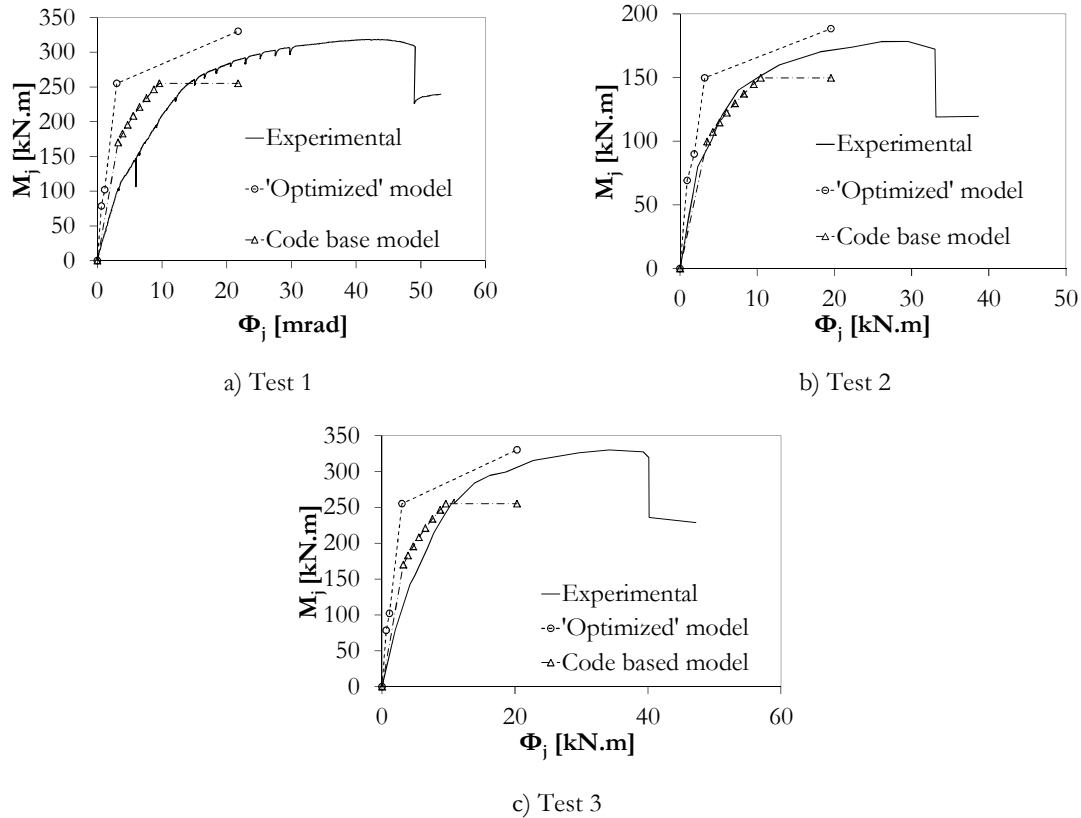 350
300
250
200
150
100
50
0
M_j [kN.m]
0 10 20 30 40 50 60
Φ_j [mrad]
Experimental
'Optimized' model
Code base model
a) Test 1
200
150
100
50
0
M_j [kN.m]
0 10 20 30 40 50
Φ_j [kN.m]
Experimental
'Optimized' model
Code base model
b) Test 2
350
300
250
200
150
100
50
0
M_j [kN.m]
0 20 40 60
Φ_j [kN.m]
Experimental
'Optimized' model
Code based model
c) Test 3